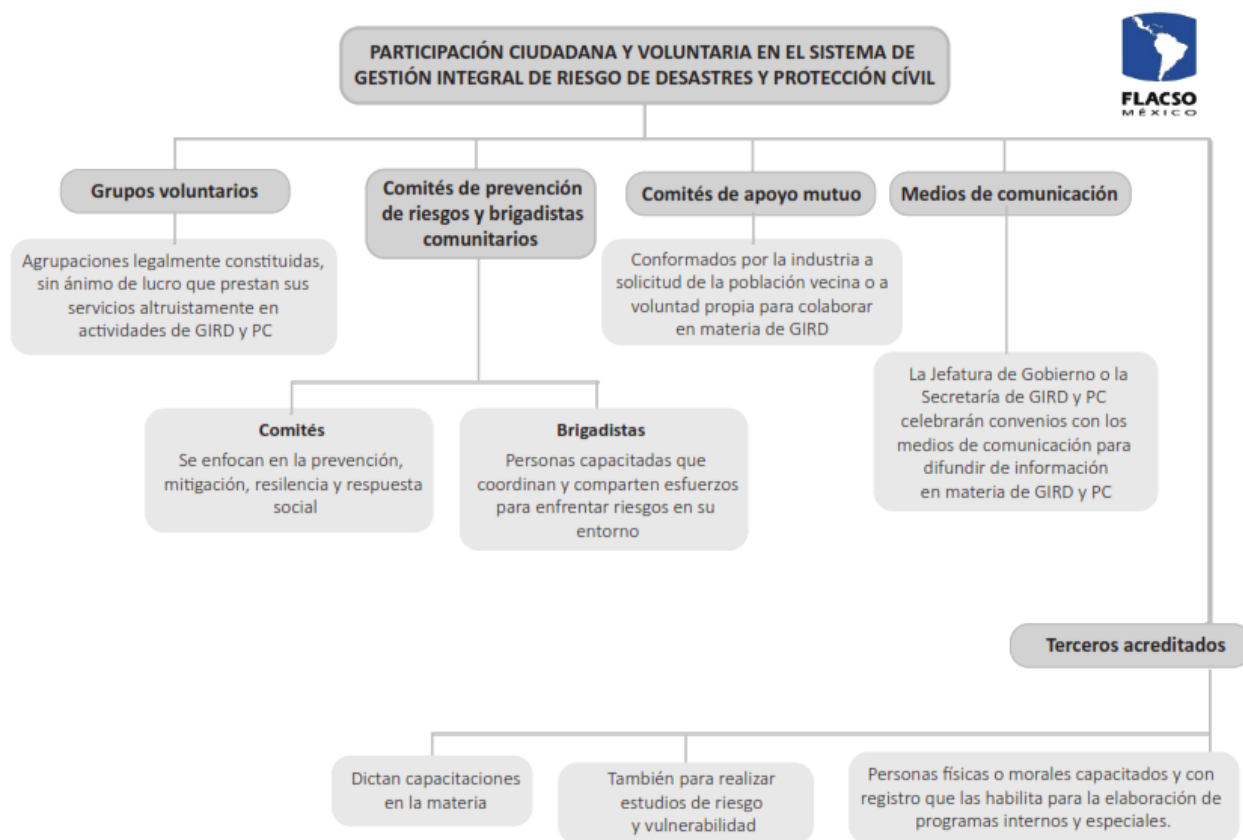 PARTICIPACIÓN CIUDADANA Y VOLUNTARIA EN EL SISTEMA DE
GESTIÓN INTEGRAL DE RIESGO DE DESASTRES Y PROTECCIÓN CÍVIL
FLACSO
MÉXICO
Grupos voluntarios
Agrupaciones legalmente constituidas,
sin ánimo de lucro que prestan sus
servicios altruistamente en
actividades de GIRD y PC
Comités de prevención
de riesgos y brigadistas
comunitarios
Comités de apoyo mutuo
Conformados por la industria a
solicitud de la población vecina o a
voluntad propia para colaborar
en materia de GIRD
Medios de comunicación
La Jefatura de Gobierno o la
Secretaría de GIRD y PC
celebrarán convenios con los
medios de comunicación para
difundir de información
en materia de GIRD y PC
Comités
Se enfocan en la prevención,
mitigación, resilencia y respuesta
social
Brigadistas
Personas capacitadas que
coordinan y comparten esfuerzos
para enfrentar riesgos en su
entorno
Terceros acreditados
Dictan capacitaciones
en la materia
También para realizar
estudios de riesgo
y vulnerabilidad
Personas físicas o morales capacitados y con
registro que las habilita para la elaboración de
programas internos y especiales.